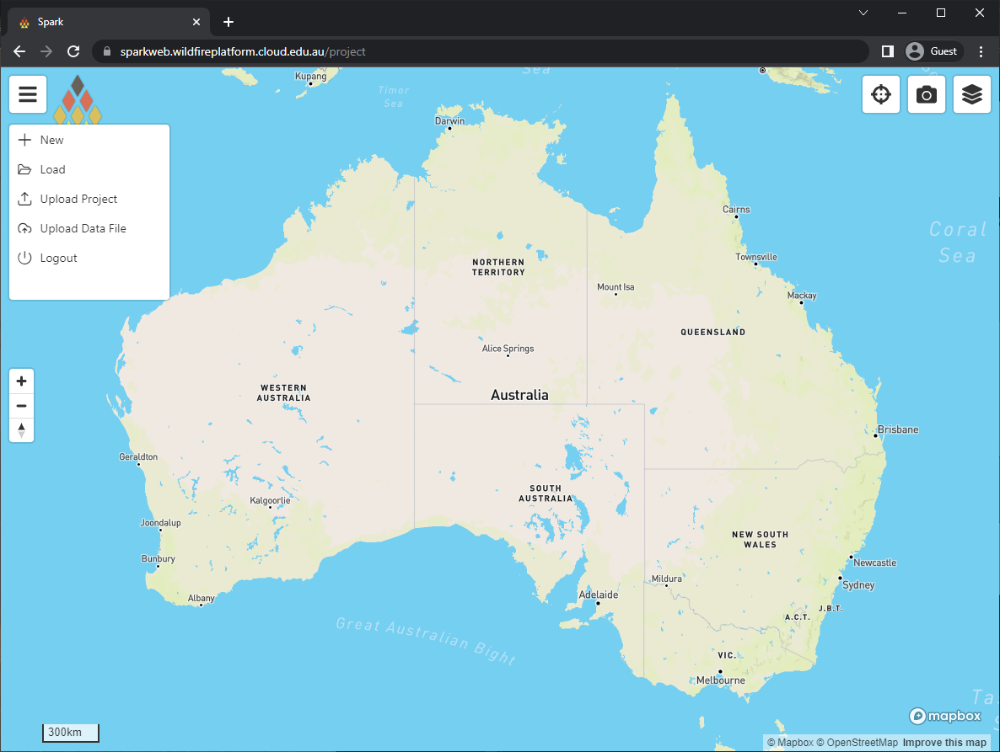 Spark
sparkweb.wildfireplatform.cloud.edu.au/project
Guest
New
Load
Upload Project
Upload Data File
Logout
Kupang
Timor
Sea
Sea
Darwin
Cairns
Coral
Sea
Townsville
NORTHERN
TERRITORY
Mount Isa
Mackay
QUEENSLAND
Alice Springs
WESTERN
AUSTRALIA
Australia
Brisbane
Geraldton
SOUTH
AUSTRALIA
Kalgoorlie
Joondalup
NEW SOUTH
WALES
Bunbury
Newcastle
Mildura
Sydney
Adelaide
Albany
J.B.T.
A.C.T.
Great Australian Bight
VIC.
Melbourne
Ta
mapbox
300km
© Mapbox © OpenStreetMap Improve this map